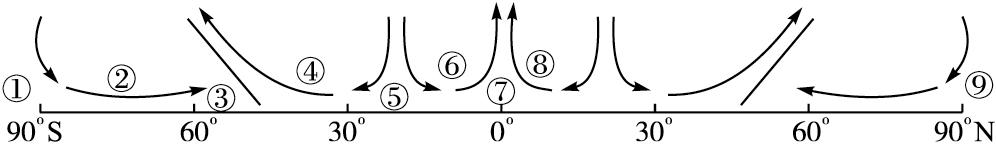 ① ② ③ ④ ⑤ ⑥ ⑦ ⑧ ⑨
90°S 60° 30° 0° 30° 60° 90°N